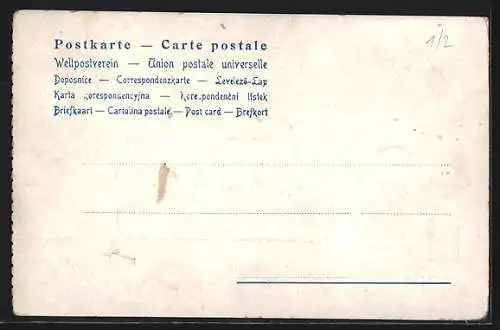 1/2
Postkarte — Carte postale
Weltpostverein — Union postale universelle
Dopisnice — Correspondenzkarte — Levelező-Lap
Karta korespondencyjna — Korespondenční lístek
Briefkaart — Cartolina postale — Post card — Brefkort